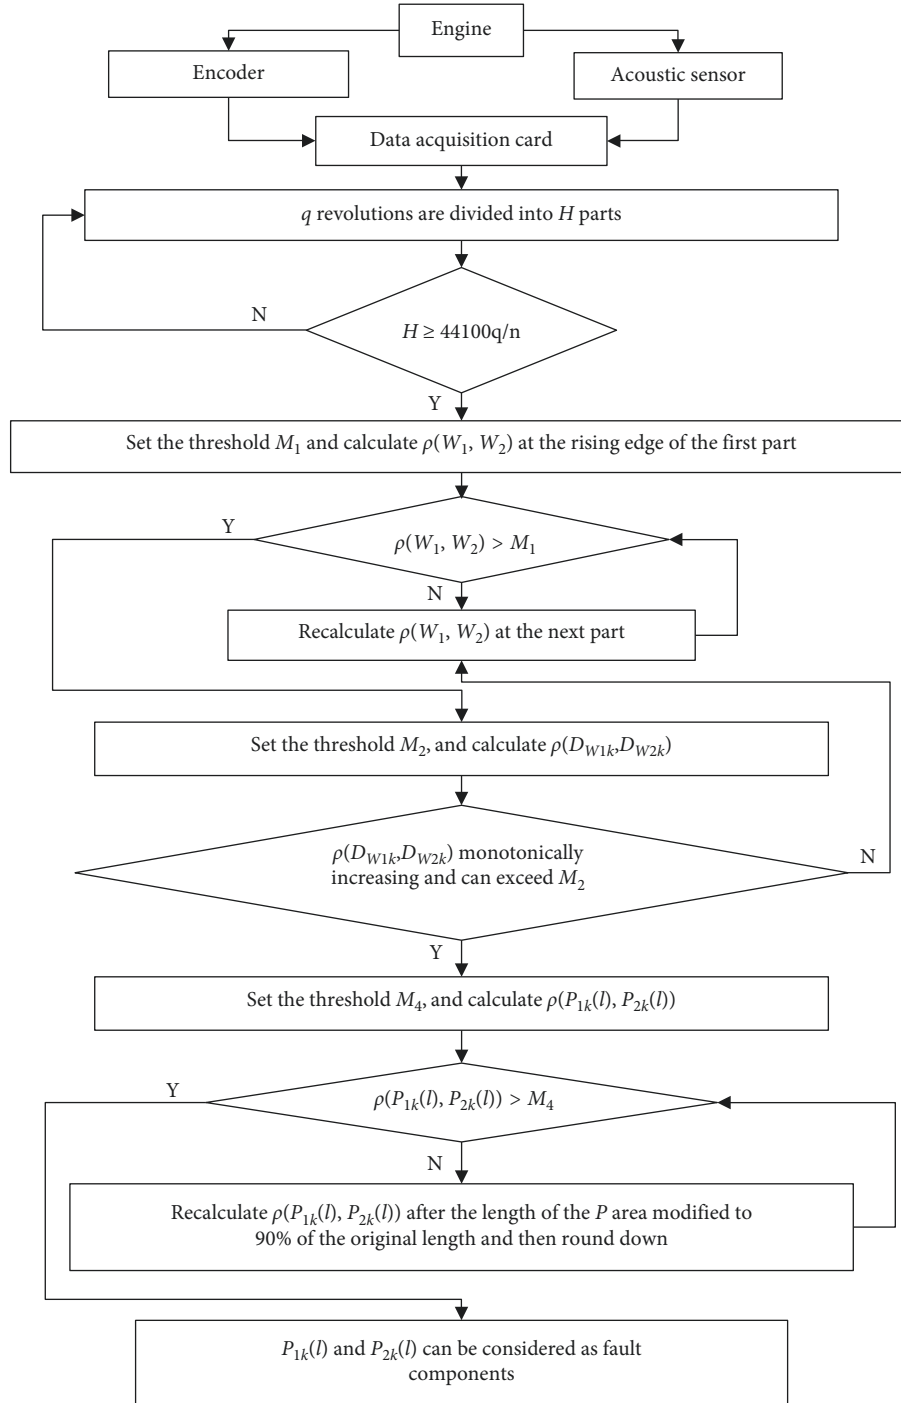 Engine
Encoder
Acoustic sensor
Data acquisition card
q revolutions are divided into H parts
N
H ≥ 44100q/n
Y
Set the threshold M₁ and calculate ρ(W₁, W₂) at the rising edge of the first part
Y
ρ(W₁, W₂) > M₁
N
Recalculate ρ(W₁, W₂) at the next part
Set the threshold M₂, and calculate ρ(D_W1k,D_W2k)
ρ(D_W1k,D_W2k) monotonically
increasing and can exceed M₂
N
Y
Set the threshold M₄, and calculate ρ(P₁ₖ(l), P₂ₖ(l))
Y
ρ(P₁ₖ(l), P₂ₖ(l)) > M₄
N
Recalculate ρ(P₁ₖ(l), P₂ₖ(l)) after the length of the P area modified to
90% of the original length and then round down
P₁ₖ(l) and P₂ₖ(l) can be considered as fault
components